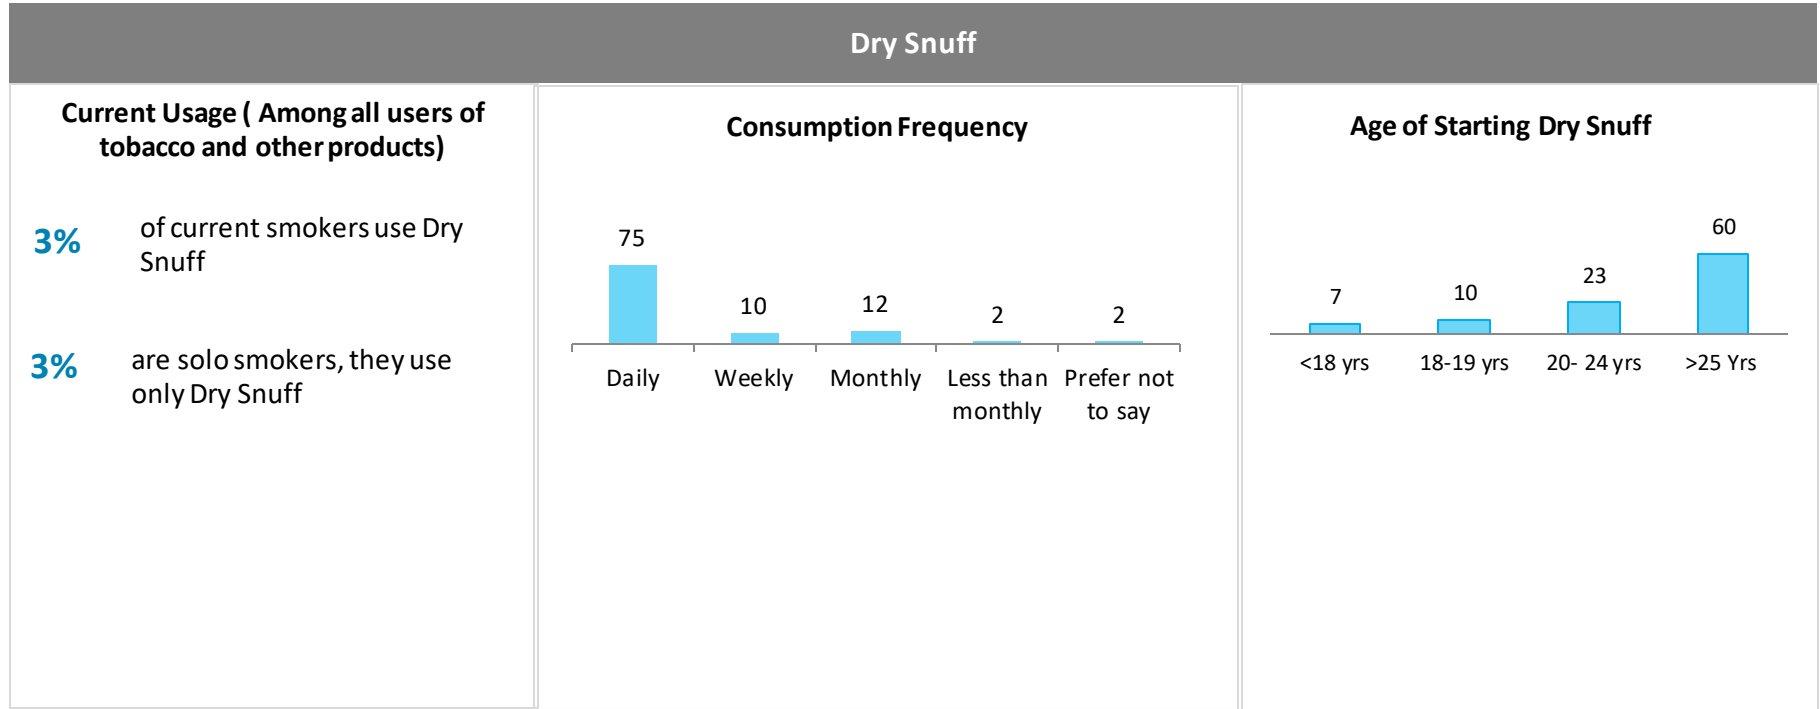 Dry Snuff
Current Usage ( Among all users of
tobacco and other products)
3%
of current smokers use Dry
Snuff
3%
are solo smokers, they use
only Dry Snuff
Consumption Frequency
75
10
12
2
2
Daily
Weekly
Monthly
Less than
monthly
Prefer not
to say
Age of Starting Dry Snuff
7
10
23
60
<18 yrs
18-19 yrs
20- 24 yrs
>25 Yrs